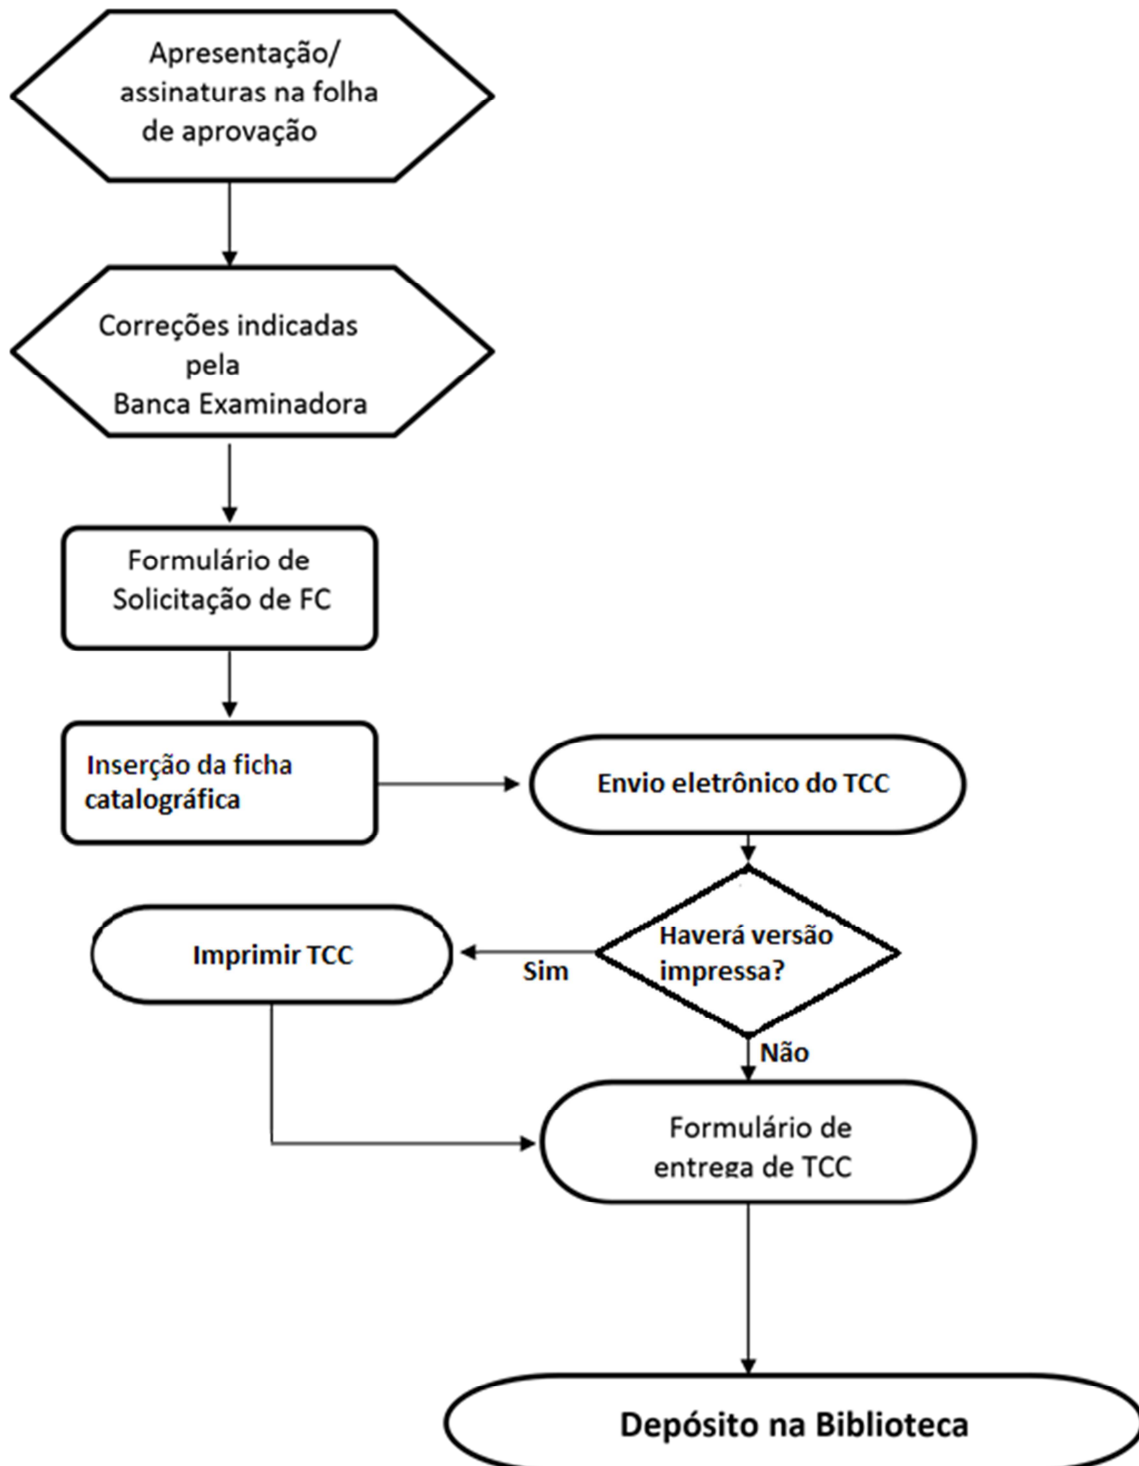 Apresentação/
assinaturas na folha
de aprovação
Correções indicadas
pela
Banca Examinadora
Formulário de
Solicitação de FC
Inserção da ficha
catalográfica
Envio eletrônico do TCC
Haverá versão
impressa?
Sim
Imprimir TCC
Não
Formulário de
entrega de TCC
Depósito na Biblioteca